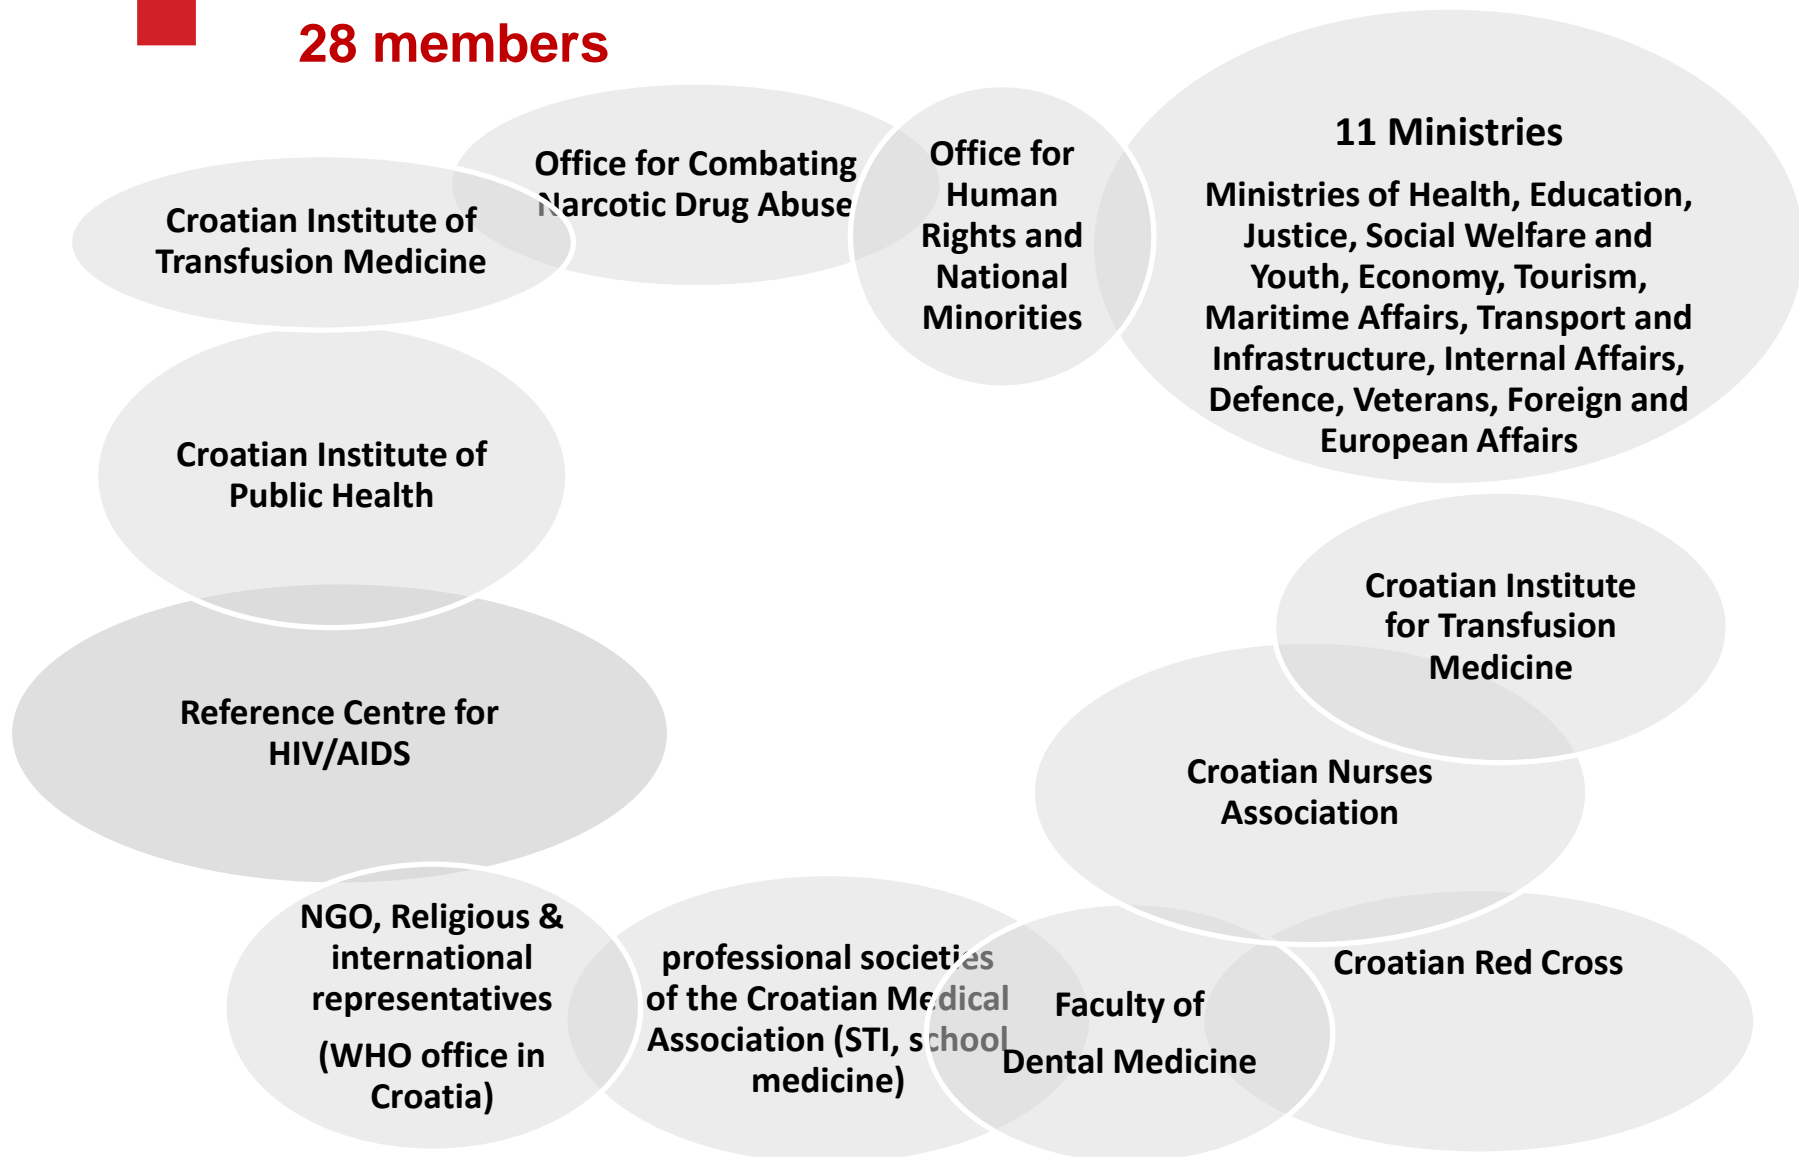 28 members
Office for Combating
Narcotic Drug Abuse
Office for
Human
Rights and
National
Minorities
11 Ministries
Ministries of Health, Education,
Justice, Social Welfare and
Youth, Economy, Tourism,
Maritime Affairs, Transport and
Infrastructure, Internal Affairs,
Defence, Veterans, Foreign and
European Affairs
Croatian Institute of
Transfusion Medicine
Croatian Institute of
Public Health
Croatian Institute
for Transfusion
Medicine
Reference Centre for
HIV/AIDS
Croatian Nurses
Association
NGO, Religious &
international
representatives
(WHO office in
Croatia)
professional societies
of the Croatian Medical
Association (STI, school
medicine)
Faculty of
Dental Medicine
Croatian Red Cross